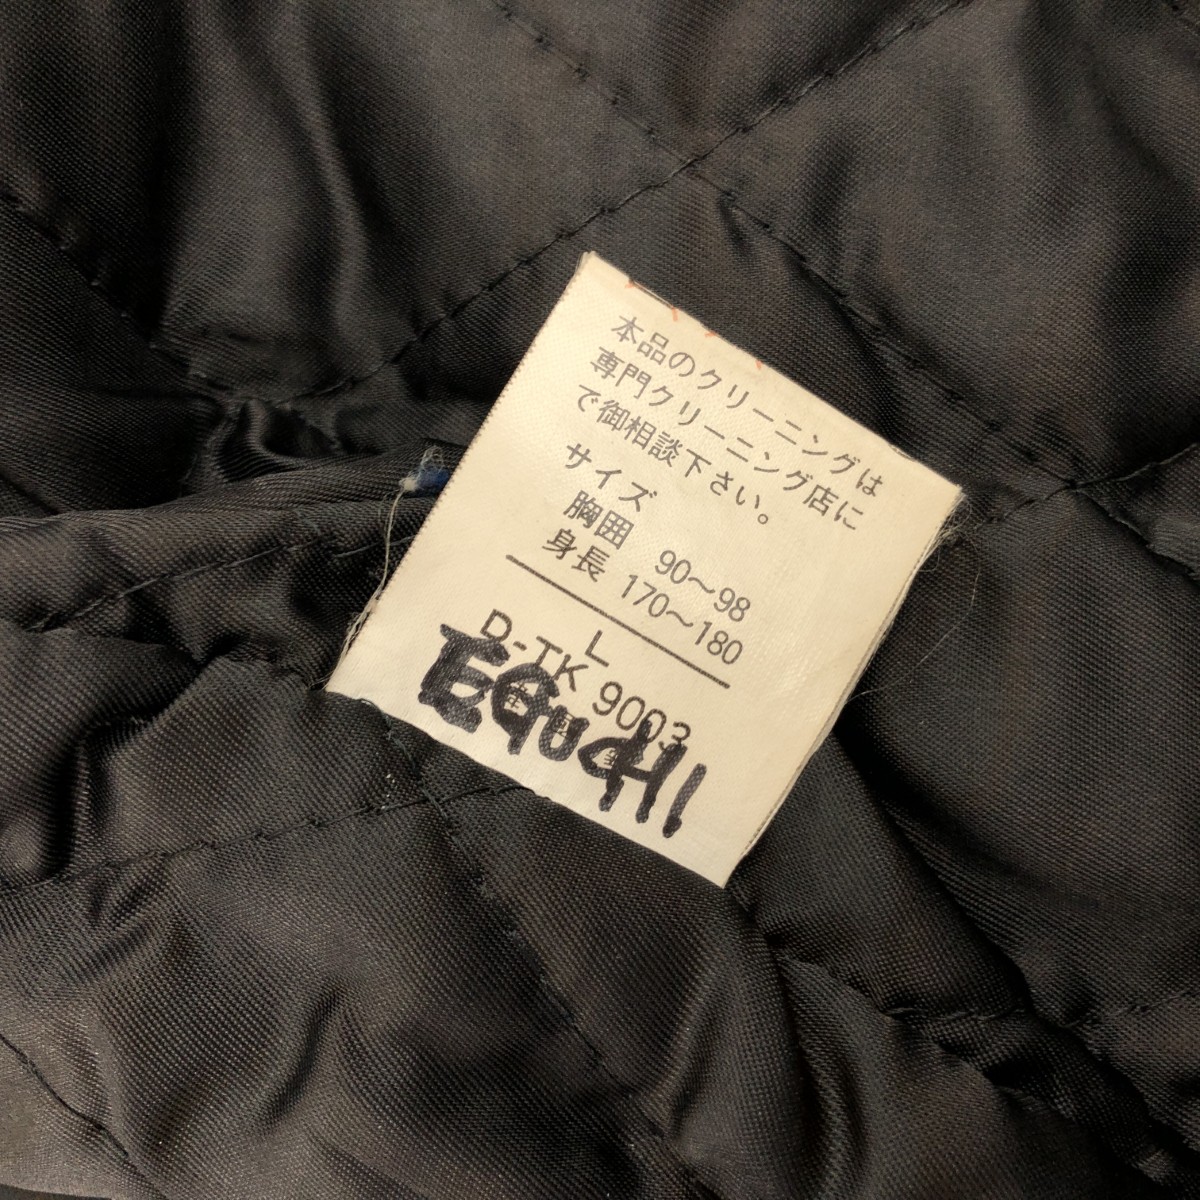 本品のクリーニングは
専門クリーニング店に
で御相談下さい。
サイズ
胸囲 90～98
身長 170～180
L
D-TK 9003
EGUCHI